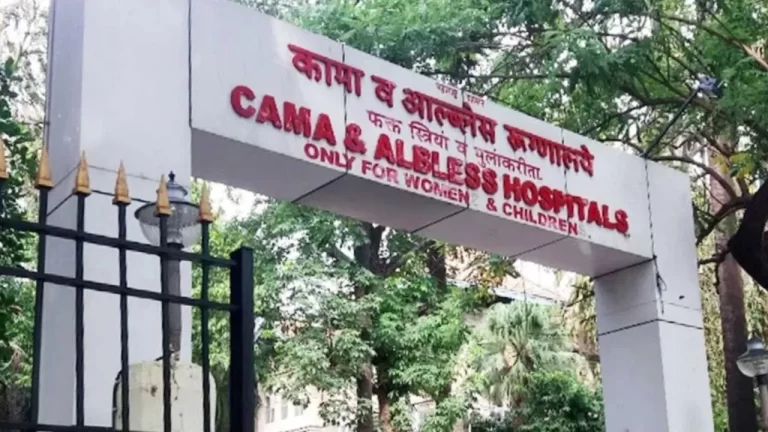 कामा व आल्ब्लेस रूग्णालये
CAMA & ALBLESS HOSPITALS
फक्त स्त्रियां व मुलांकरीता.
ONLY FOR WOMEN & CHILDREN